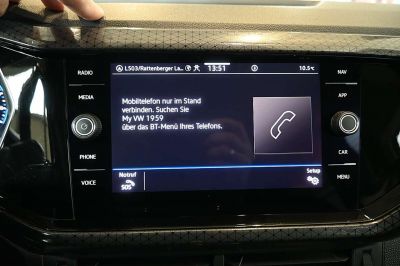 L503/Rattenberger La... 13:51 10.5°C
RADIO
MEDIA
PHONE
VOICE
Mobiltelefon nur im Stand
verbinden. Suchen Sie
My VW 1959
über das BT-Menü Ihres Telefons.
Notruf
SOS
Setup
NAV
APP
CAR
MENU